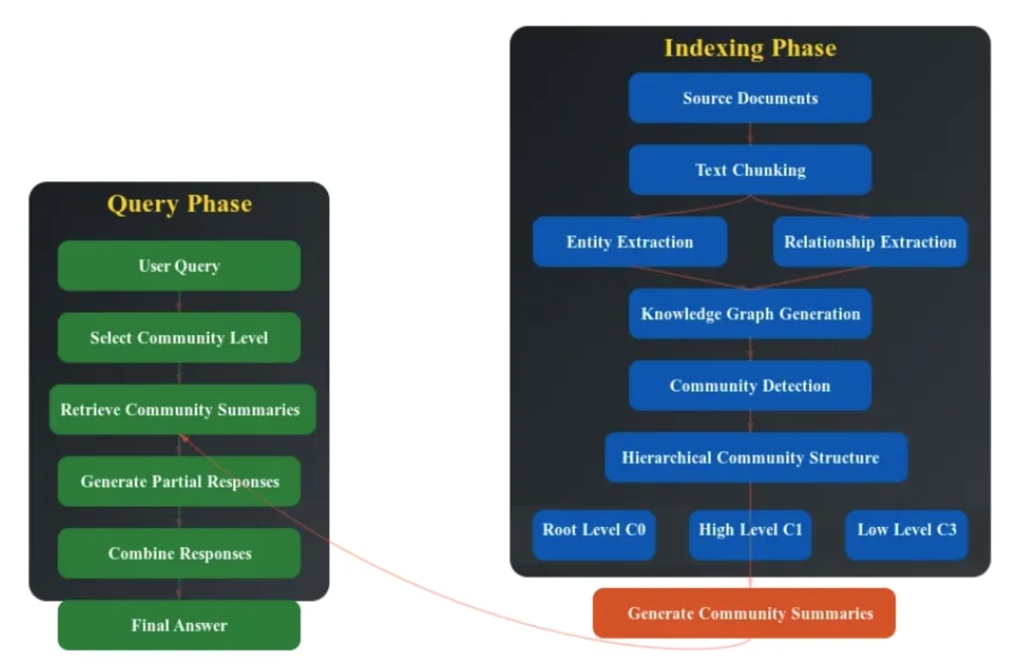 Indexing Phase
Source Documents
Text Chunking
Entity Extraction
Relationship Extraction
Knowledge Graph Generation
Community Detection
Hierarchical Community Structure
Root Level C0
High Level C1
Low Level C3
Generate Community Summaries
Query Phase
User Query
Select Community Level
Retrieve Community Summaries
Generate Partial Responses
Combine Responses
Final Answer